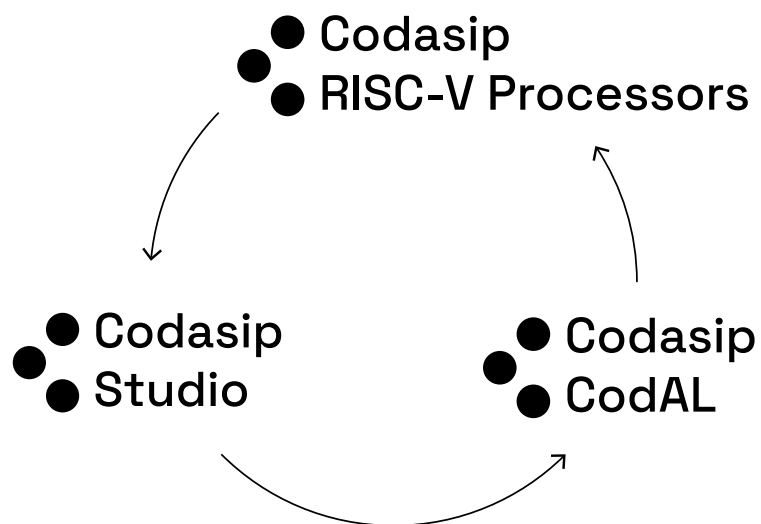 Codasip
RISC-V Processors
Codasip
Studio
Codasip
CodAL